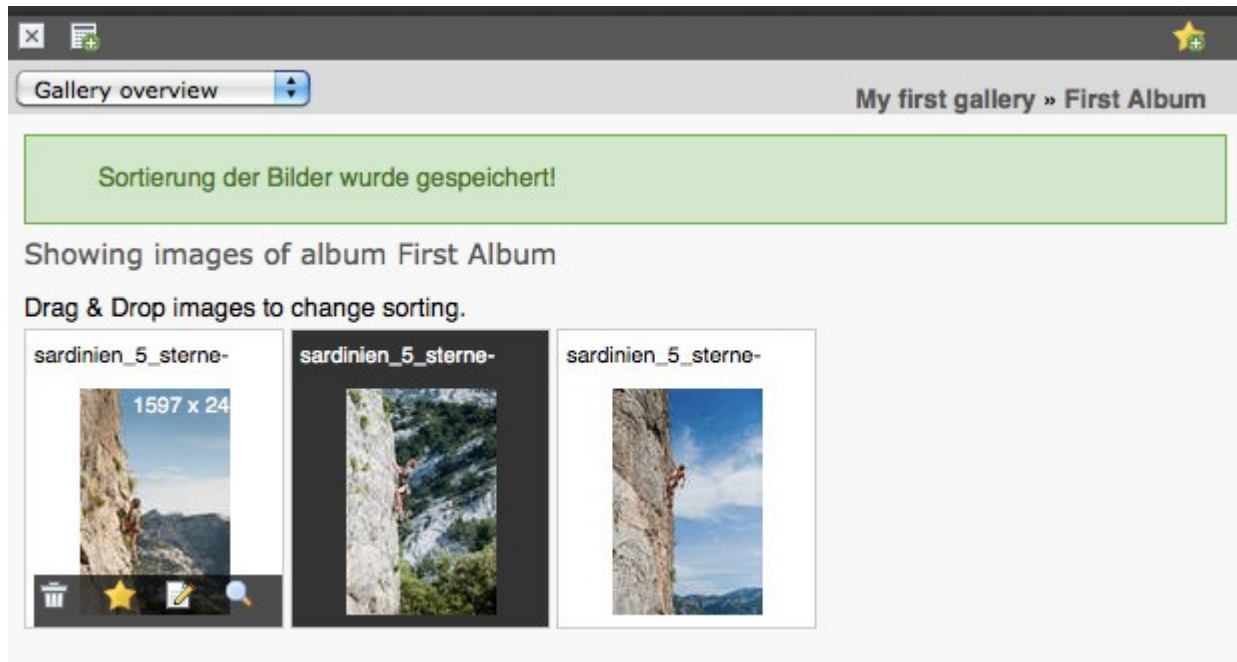 Gallery overview
My first gallery » First Album
Sortierung der Bilder wurde gespeichert!
Showing images of album First Album
Drag & Drop images to change sorting.
sardinien_5_sterne-
sardinien_5_sterne-
sardinien_5_sterne-
1597 x 24